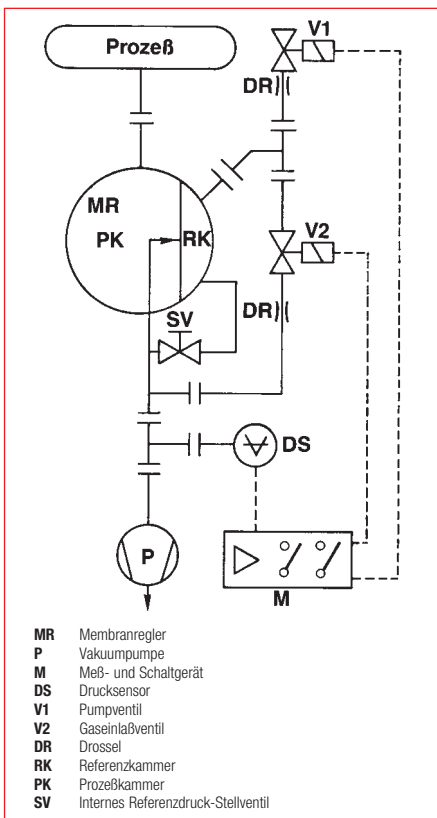 Prozeß
V1
DR
MR
PK
RK
V2
SV
DR
DS
P
M
MR Membranregler
P Vakuumpumpe
M Meß- und Schaltgerät
DS Drucksensor
V1 Pumpventil
V2 Gaseinlaßventil
DR Drossel
RK Referenzkammer
PK Prozeßkammer
SV Internes Referenzdruck-Stellventil